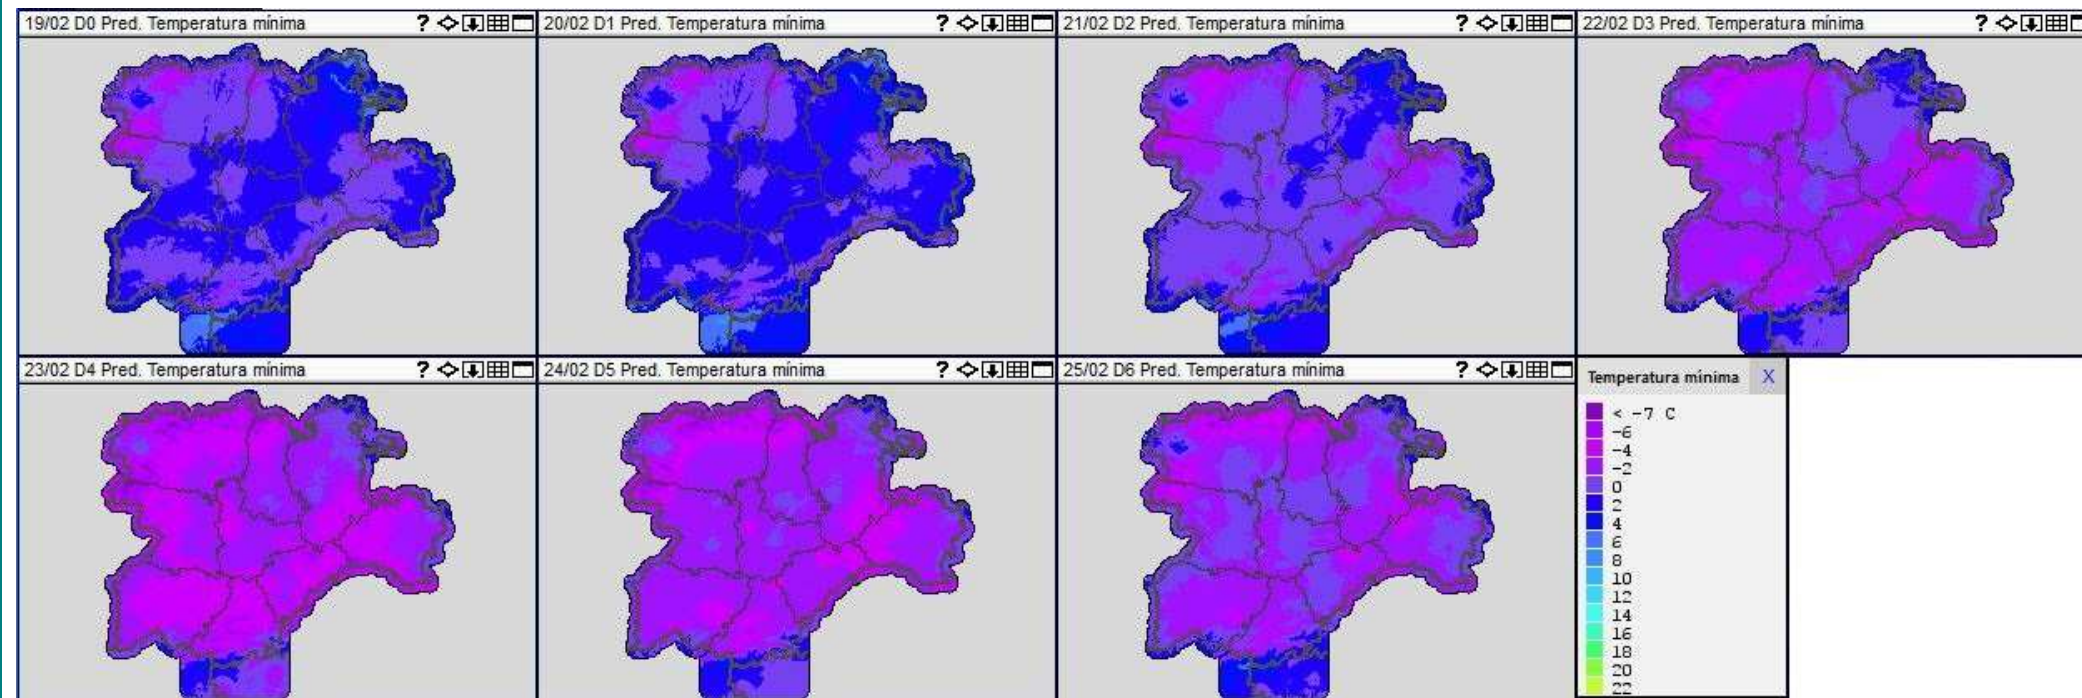 19/02 D0 Pred. Temperatura mínima ?
20/02 D1 Pred. Temperatura mínima ?
21/02 D2 Pred. Temperatura mínima ?
22/02 D3 Pred. Temperatura mínima ?
23/02 D4 Pred. Temperatura mínima ?
24/02 D5 Pred. Temperatura mínima ?
25/02 D6 Pred. Temperatura mínima ?
Temperatura mínima X
< -7 C
-6
-4
-2
0
2
4
6
8
10
12
14
16
18
20
22